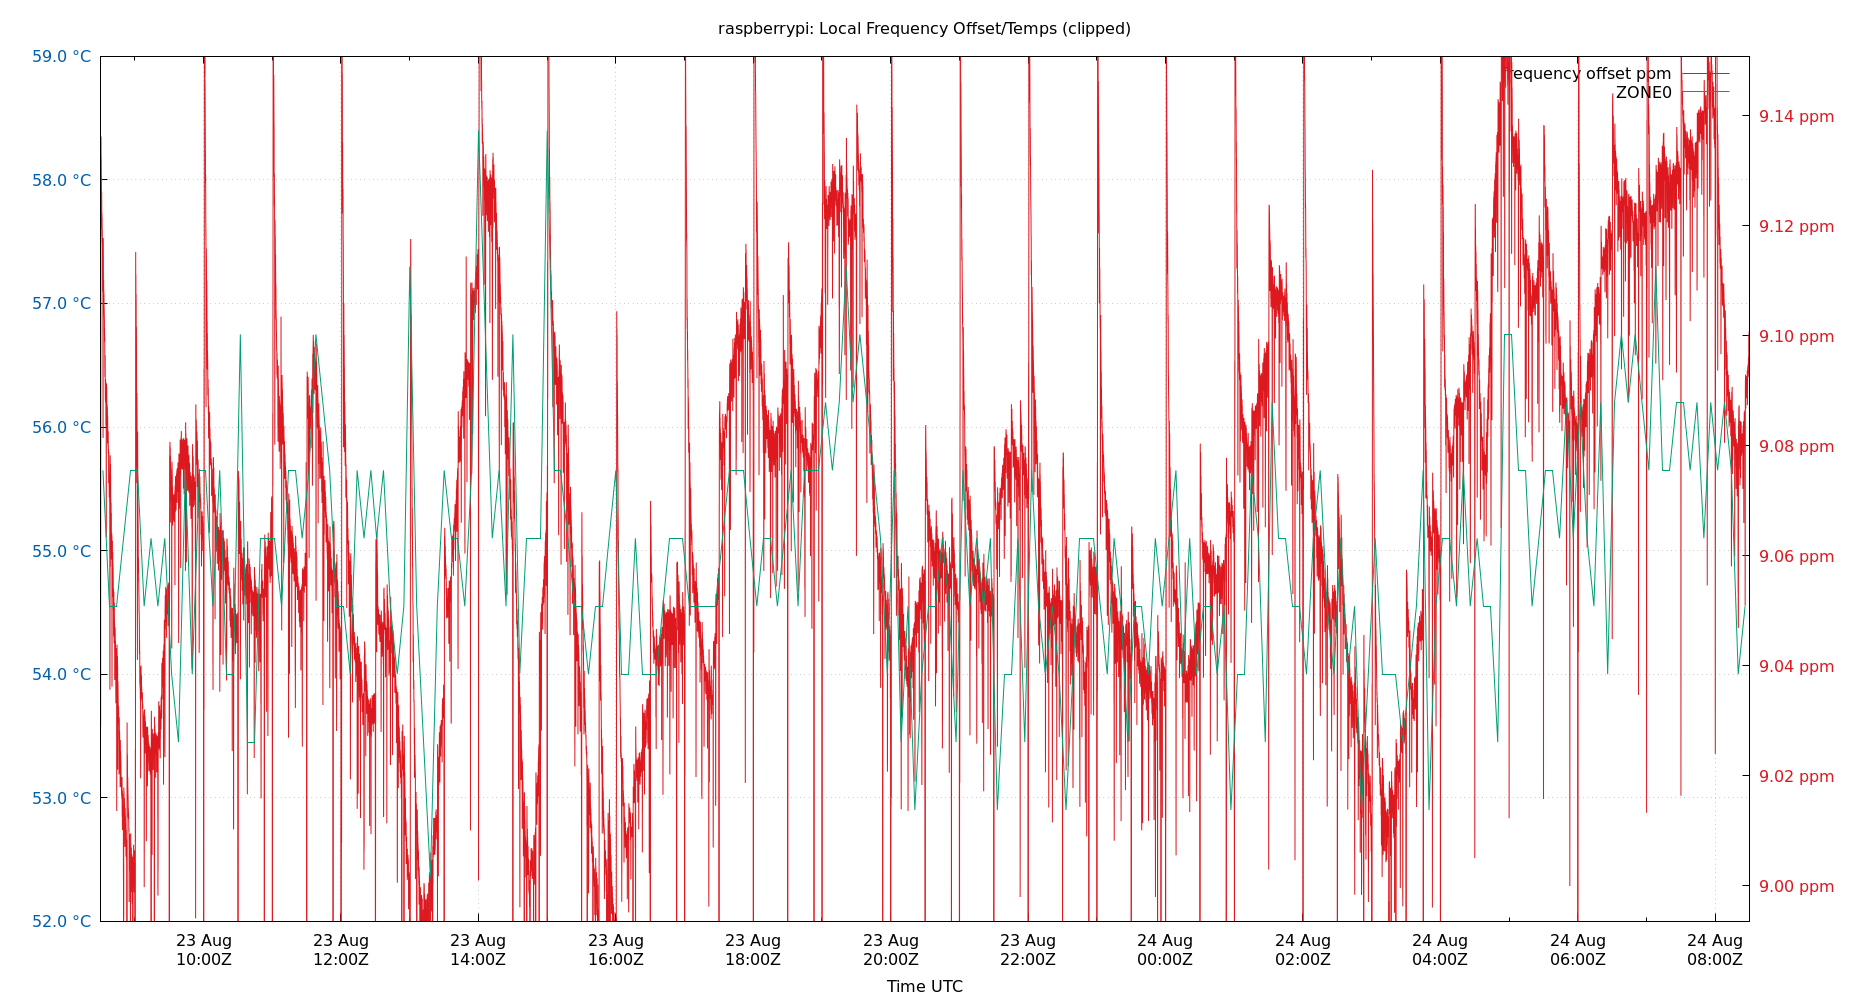 raspberrypi: Local Frequency Offset/Temps (clipped)
59.0 °C
58.0 °C
57.0 °C
56.0 °C
55.0 °C
54.0 °C
53.0 °C
52.0 °C
requency offset ppm
ZONE0
9.14 ppm
9.12 ppm
9.10 ppm
9.08 ppm
9.06 ppm
9.04 ppm
9.02 ppm
9.00 ppm
23 Aug 23 Aug 23 Aug 23 Aug 23 Aug 23 Aug 23 Aug 24 Aug 24 Aug 24 Aug 24 Aug 24 Aug
10:00Z 12:00Z 14:00Z 16:00Z 18:00Z 20:00Z 22:00Z 00:00Z 02:00Z 04:00Z 06:00Z 08:00Z
Time UTC